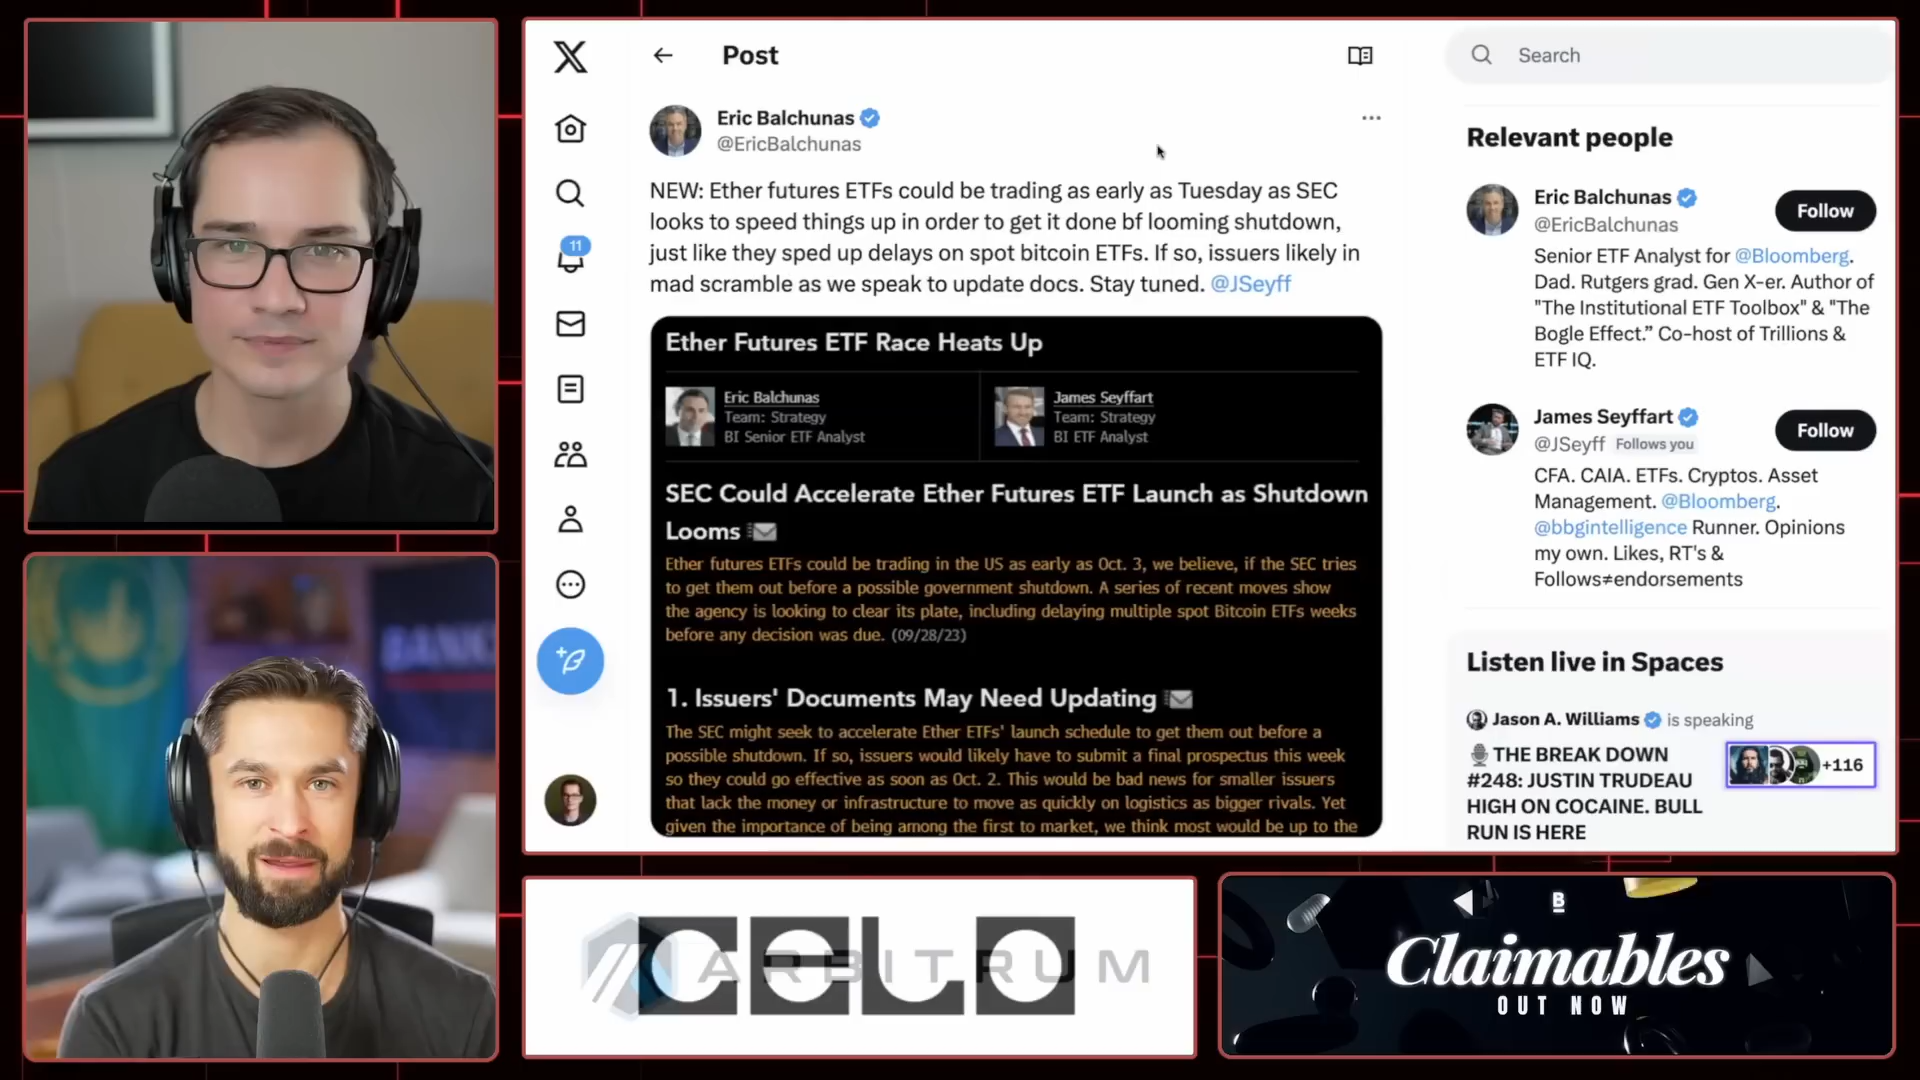 Post
Search
11
Eric Balchunas
@EricBalchunas
NEW: Ether futures ETFs could be trading as early as Tuesday as SEC
looks to speed things up in order to get it done bf looming shutdown,
just like they sped up delays on spot bitcoin ETFs. If so, issuers likely in
mad scramble as we speak to update docs. Stay tuned. @JSeyff
Ether Futures ETF Race Heats Up
Eric Balchunas
Team: Strategy
BI Senior ETF Analyst
James Seyffart
Team: Strategy
BI ETF Analyst
SEC Could Accelerate Ether Futures ETF Launch as Shutdown
Looms
Ether futures ETFs could be trading in the US as early as Oct. 3, we believe, if the SEC tries
to get them out before a possible government shutdown. A series of recent moves show
the agency is looking to clear its plate, including delaying multiple spot Bitcoin ETFs weeks
before any decision was due. (09/28/23)
1. Issuers' Documents May Need Updating
The SEC might seek to accelerate Ether ETFs' launch schedule to get them out before a
possible shutdown. If so, issuers would likely have to submit a final prospectus this week
so they could go effective as soon as Oct. 2. This would be bad news for smaller issuers
that lack the money or infrastructure to move as quickly on logistics as bigger rivals. Yet
given the importance of being among the first to market, we think most would be up to the
Relevant people
Eric Balchunas
@EricBalchunas
Follow
Senior ETF Analyst for @Bloomberg.
Dad. Rutgers grad. Gen X-er. Author of
"The Institutional ETF Toolbox" & "The
Bogle Effect.” Co-host of Trillions &
ETF IQ.
James Seyffart
@JSeyff Follows you
Follow
CFA. CAIA. ETFs. Cryptos. Asset
Management. @Bloomberg.
@bbgintelligence Runner. Opinions
my own. Likes, RT's &
Follows≠endorsements
Listen live in Spaces
Jason A. Williams is speaking
THE BREAK DOWN
#248: JUSTIN TRUDEAU
HIGH ON COCAINE. BULL
RUN IS HERE
+116
CELO
ARBITRUM
B
Claimables
OUT NOW